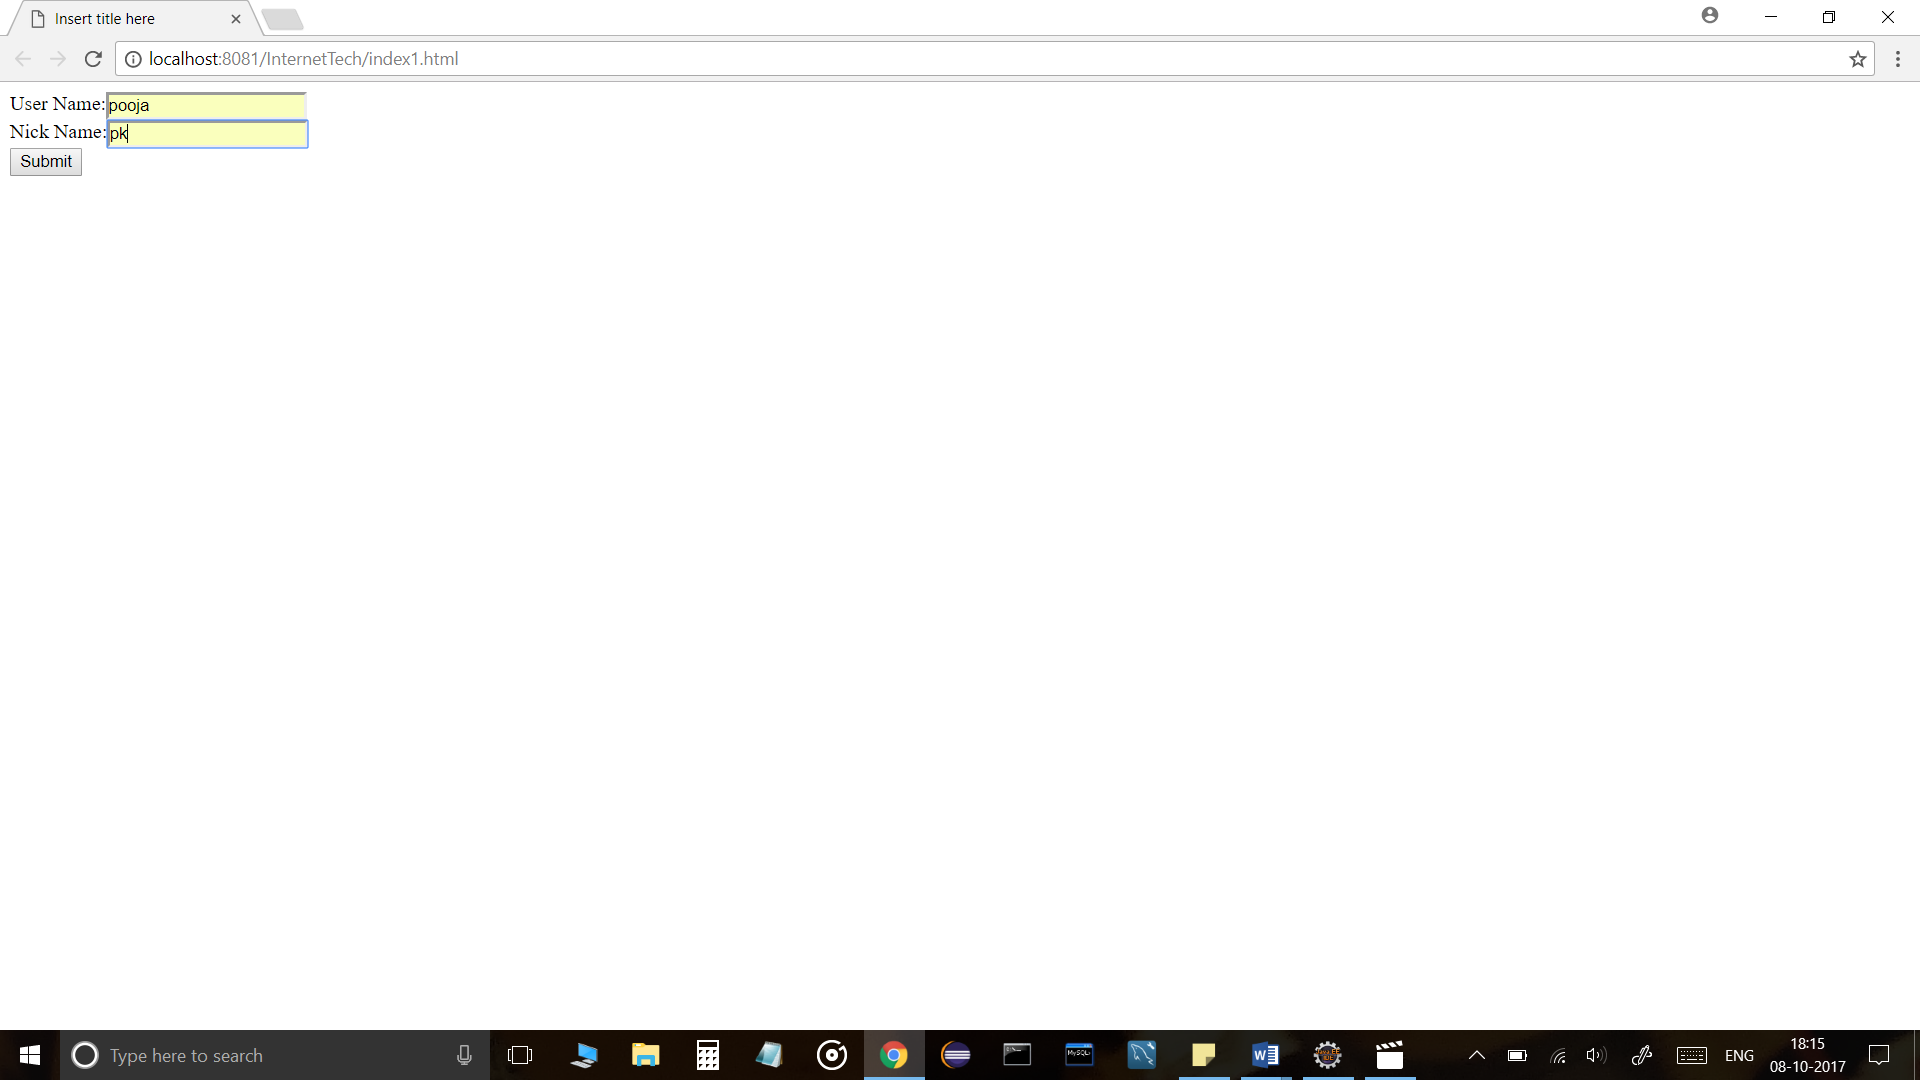 Insert title here
localhost:8081/InternetTech/index1.html
User Name: pooja
Nick Name: pk
Submit
Type here to search
MySQL
ENG
18:15
08-10-2017